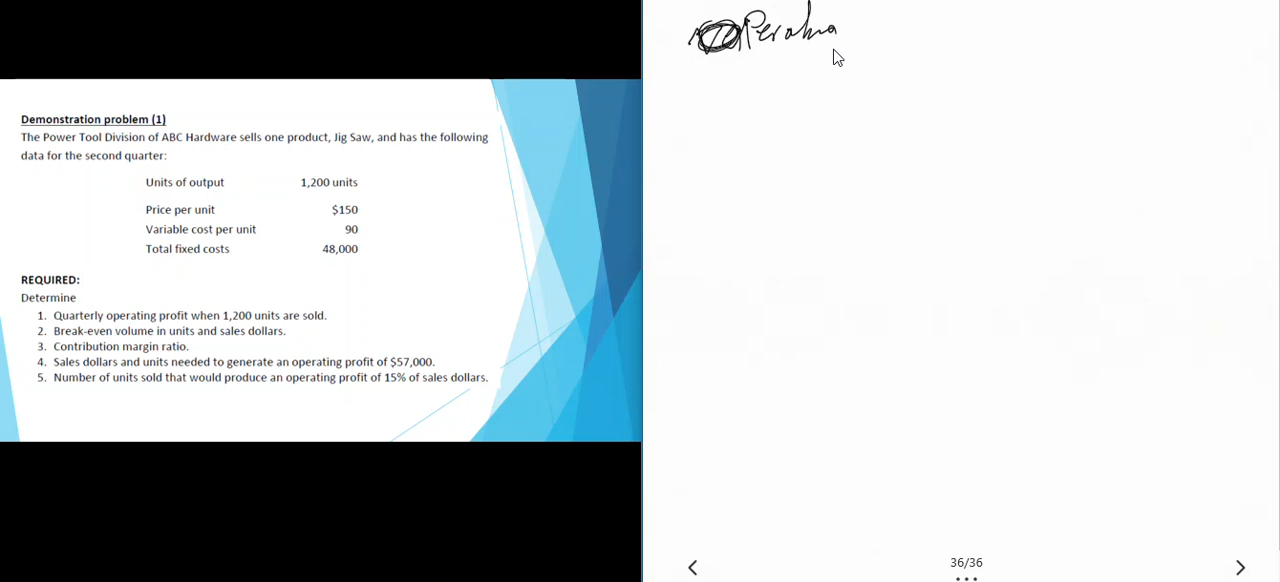 Demonstration problem (1)
The Power Tool Division of ABC Hardware sells one product, Jig Saw, and has the following
data for the second quarter:
Units of output 1,200 units
Price per unit $150
Variable cost per unit 90
Total fixed costs 48,000
REQUIRED:
Determine
1. Quarterly operating profit when 1,200 units are sold.
2. Break-even volume in units and sales dollars.
3. Contribution margin ratio.
4. Sales dollars and units needed to generate an operating profit of $57,000.
5. Number of units sold that would produce an operating profit of 15% of sales dollars.
36/36